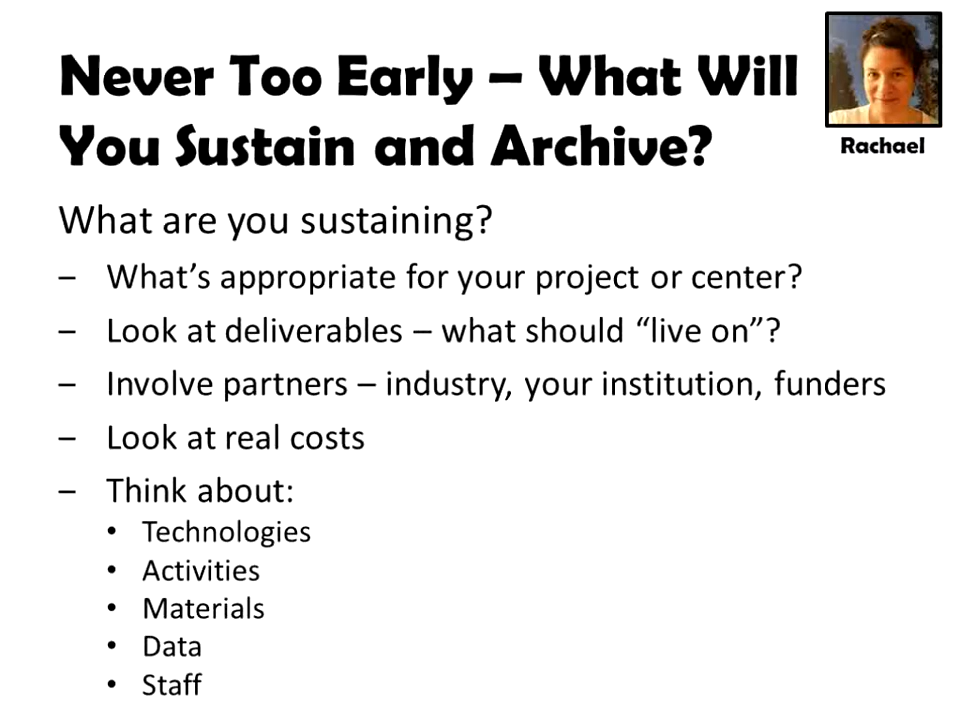 Never Too Early – What Will
You Sustain and Archive?
Rachael
What are you sustaining?
– What’s appropriate for your project or center?
– Look at deliverables – what should “live on”?
– Involve partners – industry, your institution, funders
– Look at real costs
– Think about:
• Technologies
• Activities
• Materials
• Data
• Staff